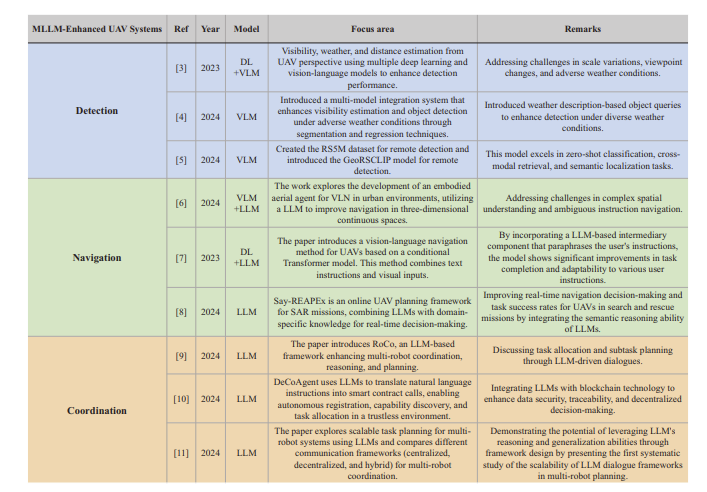 MLLM-Enhanced UAV Systems Ref Year Model Focus area Remarks
Detection
[3] 2023 DL
+VLM
Visibility, weather, and distance estimation from
UAV perspective using multiple deep learning and
vision-language models to enhance detection
performance.
Addressing challenges in scale variations, viewpoint
changes, and adverse weather conditions.
[4] 2024 VLM
Introduced a multi-model integration system that
enhances visibility estimation and object detection
under adverse weather conditions through
segmentation and regression techniques.
Introduced weather description-based object queries
to enhance detection under diverse weather
conditions.
[5] 2024 VLM
Created the RS5M dataset for remote detection and
introduced the GeoRSCLIP model for remote
detection.
This model excels in zero-shot classification, cross-
modal retrieval, and semantic localization tasks.
Navigation
[6] 2024 VLM
+LLM
The work explores the development of an embodied
aerial agent for VLN in urban environments, utilizing
a LLM to improve navigation in three-dimensional
continuous spaces.
Addressing challenges in complex spatial
understanding and ambiguous instruction navigation.
[7] 2023 DL
+LLM
The paper introduces a vision-language navigation
method for UAVs based on a conditional
Transformer model. This method combines text
instructions and visual inputs.
By incorporating a LLM-based intermediary
component that paraphrases the user's instructions,
the model shows significant improvements in task
completion and adaptability to various user
instructions.
[8] 2024 LLM
Say-REAPEx is an online UAV planning framework
for SAR missions, combining LLMs with domain-
specific knowledge for real-time decision-making.
Improving real-time navigation decision-making and
task success rates for UAVs in search and rescue
missions by integrating the semantic reasoning ability
of LLMs.
Coordination
[9] 2024 LLM
The paper introduces RoCo, an LLM-based
framework enhancing multi-robot coordination,
reasoning, and planning.
Discussing task allocation and subtask planning
through LLM-driven dialogues.
[10] 2024 LLM
DeCoAgent uses LLMs to translate natural language
instructions into smart contract calls, enabling
autonomous registration, capability discovery, and
task allocation in a trustless environment.
Integrating LLMs with blockchain technology to
enhance data security, traceability, and decentralized
decision-making.
[11] 2024 LLM
The paper explores scalable task planning for multi-
robot systems using LLMs and compares different
communication frameworks (centralized,
decentralized, and hybrid) for multi-robot
coordination.
Demonstrating the potential of leveraging LLM's
reasoning and generalization abilities through
framework design by presenting the first systematic
study of the scalability of LLM dialogue frameworks
in multi-robot planning.